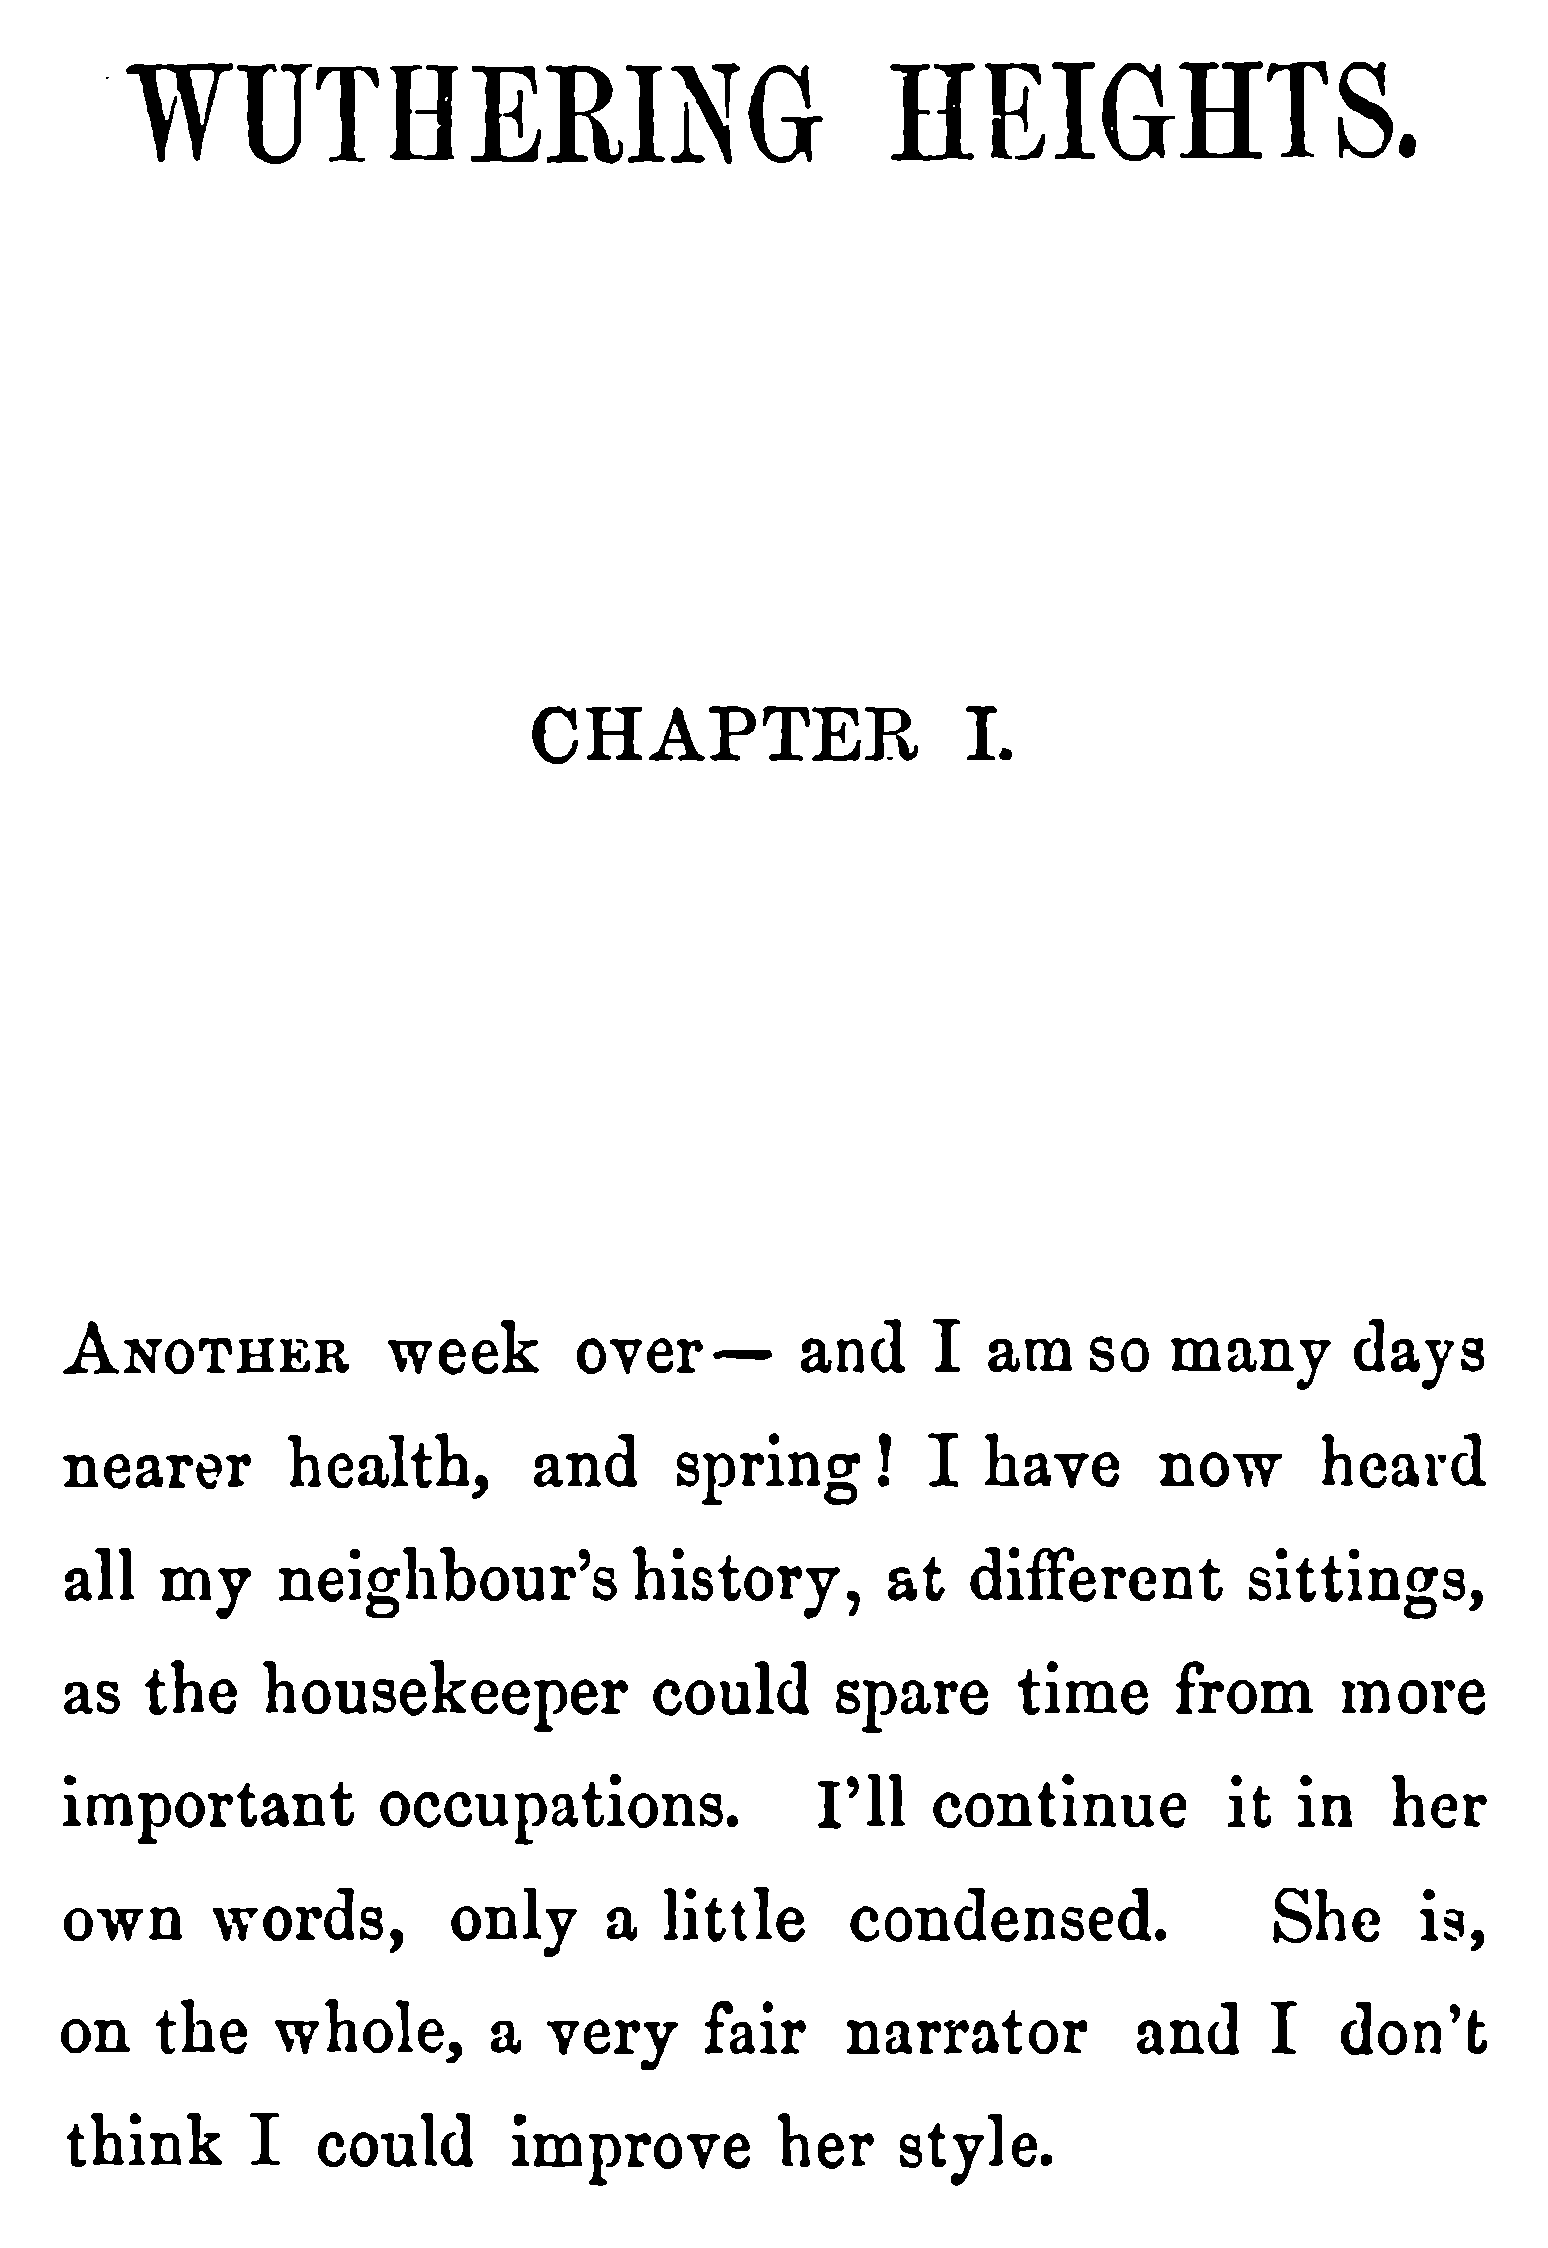 WUTHERING HEIGHTS.
CHAPTER I.
ANOTHER week over— and I am so many days
nearer health, and spring! I have now heard
all my neighbour's history, at different sittings,
as the housekeeper could spare time from more
important occupations. I'll continue it in her
own words, only a little condensed. She is,
on the whole, a very fair narrator and I don't
think I could improve her style.